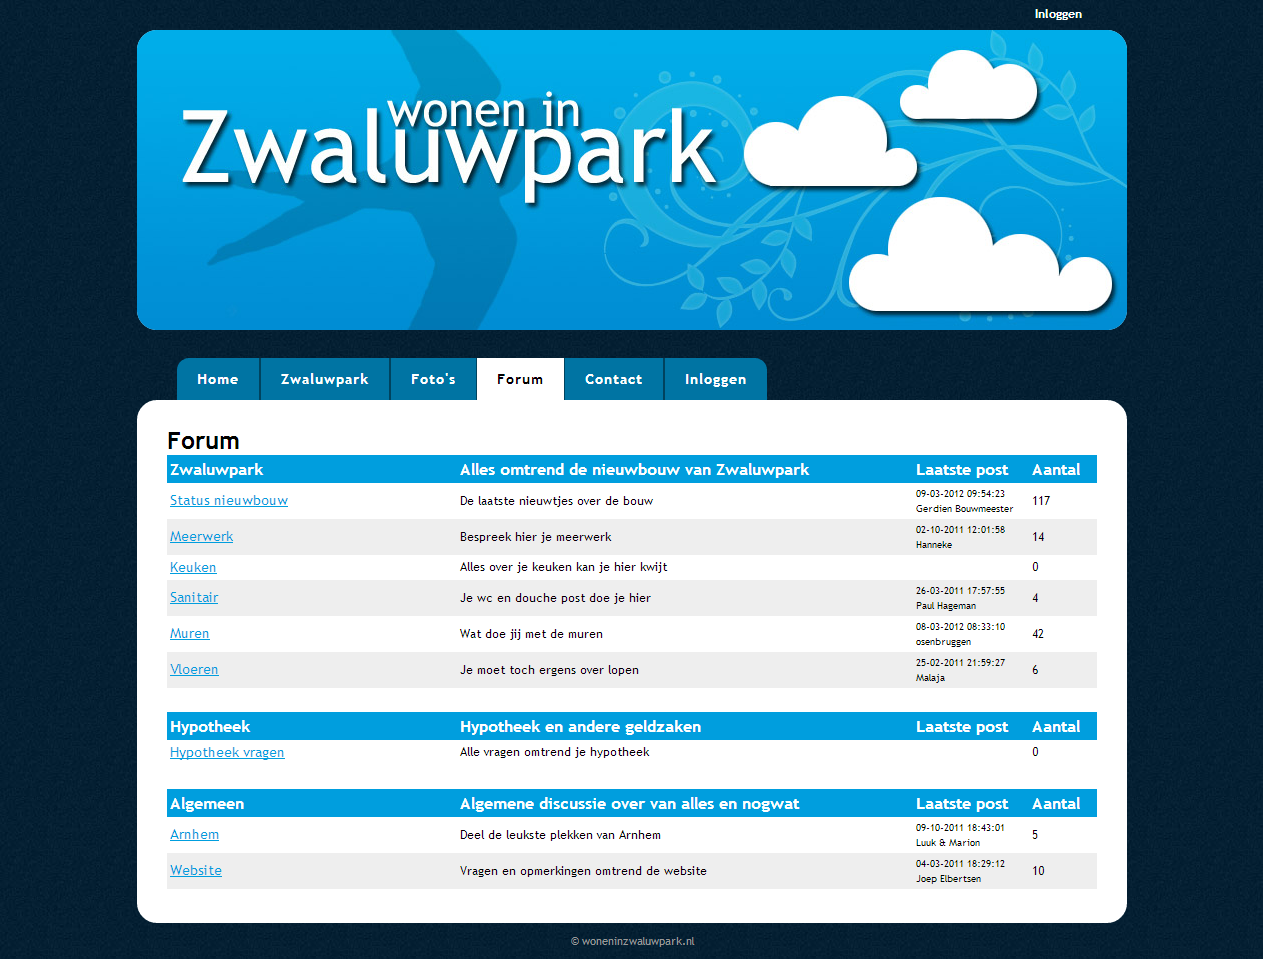 Inloggen
wonen in
Zwaluwpark
Home Zwaluwpark Foto's Forum Contact Inloggen
Forum
Zwaluwpark Alles omtrend de nieuwbouw van Zwaluwpark Laatste post Aantal
Status nieuwbouw De laatste nieuwtjes over de bouw 09-03-2012 09:54:23 117
Gerdien Bouwmeester
Meerwerk Bespreek hier je meerwerk 02-10-2011 12:01:58 14
Hanneke
Keuken Alles over je keuken kan je hier kwijt 0
Sanitair Je wc en douche post doe je hier 26-03-2011 17:57:55 4
Paul Hageman
Muren Wat doe jij met de muren 08-03-2012 08:33:10 42
osenbruggen
Vloeren Je moet toch ergens over lopen 25-02-2011 21:59:27 6
Malaja
Hypotheek Hypotheek en andere geldzaken Laatste post Aantal
Hypotheek vragen Alle vragen omtrend je hypotheek 0
Algemeen Algemene discussie over van alles en nogwat Laatste post Aantal
Arnhem Deel de leukste plekken van Arnhem 09-10-2011 18:43:01 5
Luuk & Marion
Website Vragen en opmerkingen omtrend de website 04-03-2011 18:29:12 10
Joep Elbertsen
© woneninzwaluwpark.nl